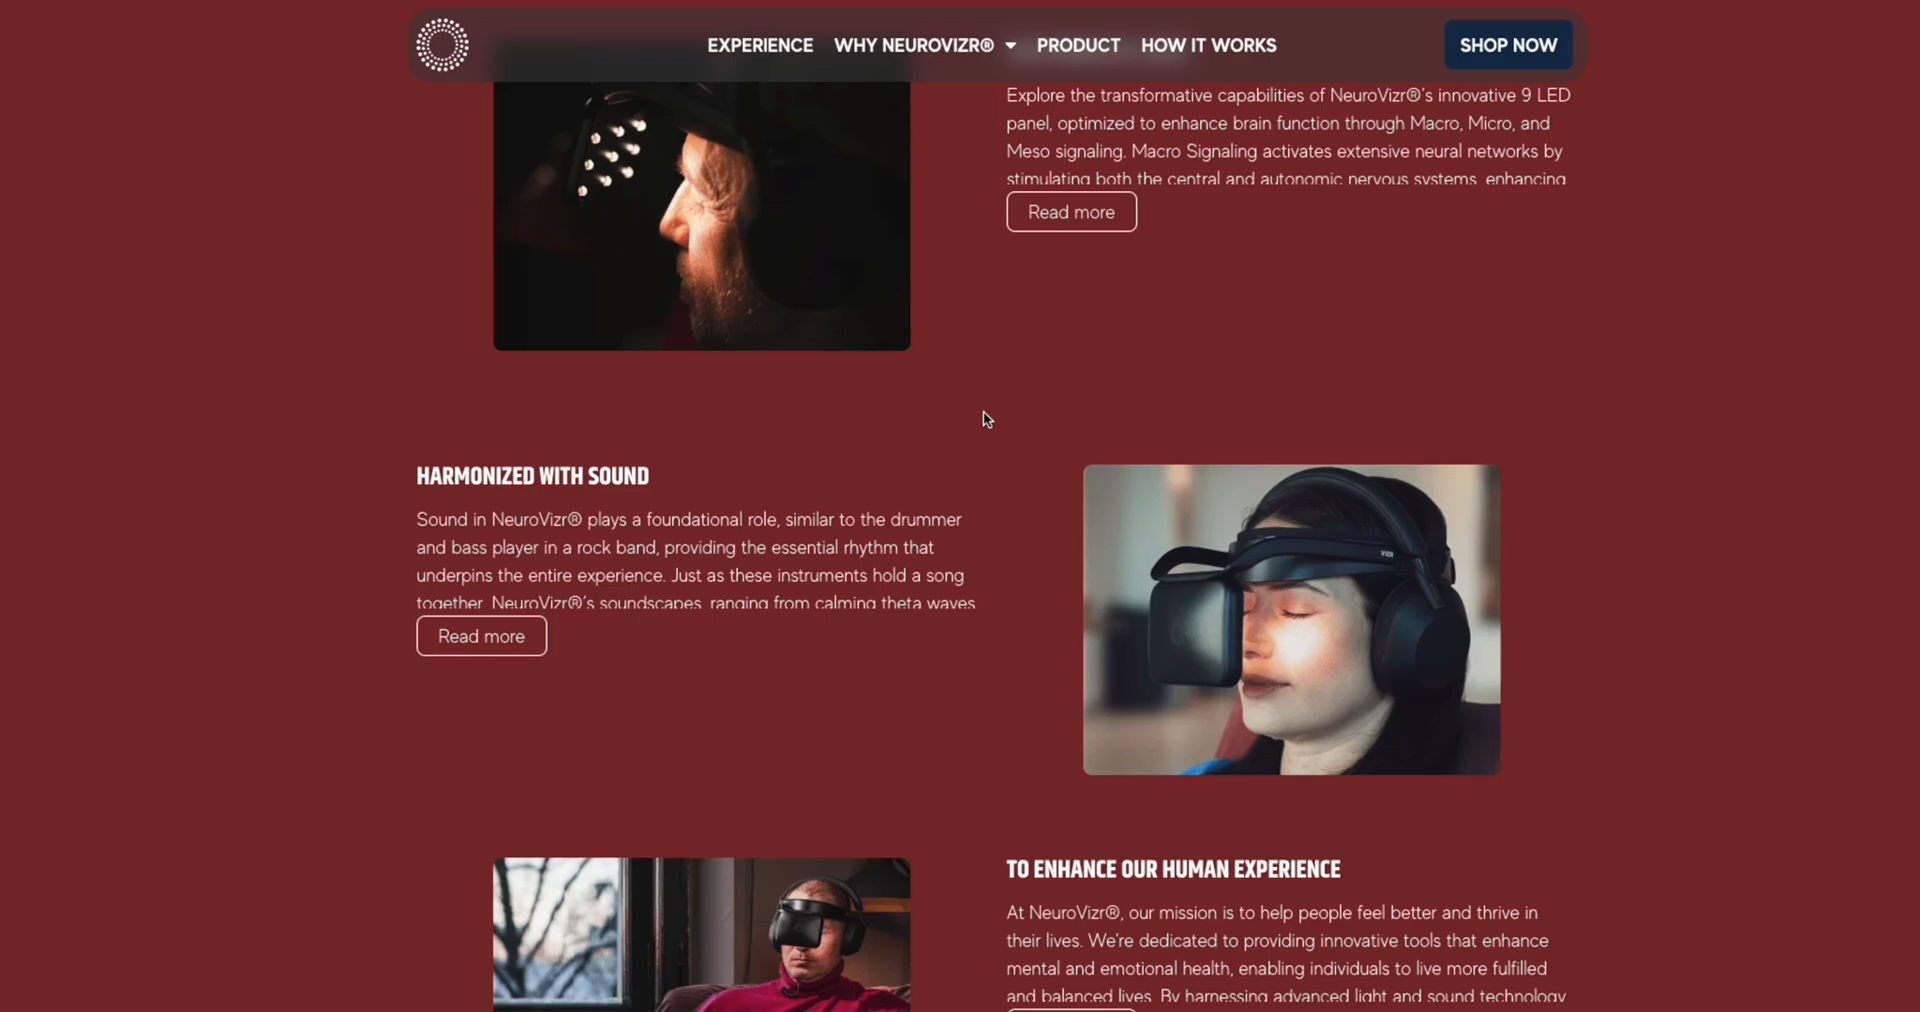 EXPERIENCE WHY NEUROVIZR® PRODUCT HOW IT WORKS SHOP NOW
Explore the transformative capabilities of NeuroVizr®'s innovative 9 LED
panel, optimized to enhance brain function through Macro, Micro, and
Meso signaling. Macro Signaling activates extensive neural networks by
stimulating both the central and autonomic nervous systems, enhancing
Read more
HARMONIZED WITH SOUND
Sound in NeuroVizr® plays a foundational role, similar to the drummer
and bass player in a rock band, providing the essential rhythm that
underpins the entire experience. Just as these instruments hold a song
together, NeuroVizr®'s soundscapes, ranging from calming theta waves
Read more
VIZR
TO ENHANCE OUR HUMAN EXPERIENCE
At NeuroVizr®, our mission is to help people feel better and thrive in
their lives. We're dedicated to providing innovative tools that enhance
mental and emotional health, enabling individuals to live more fulfilled
and balanced lives. By harnessing advanced light and sound technology